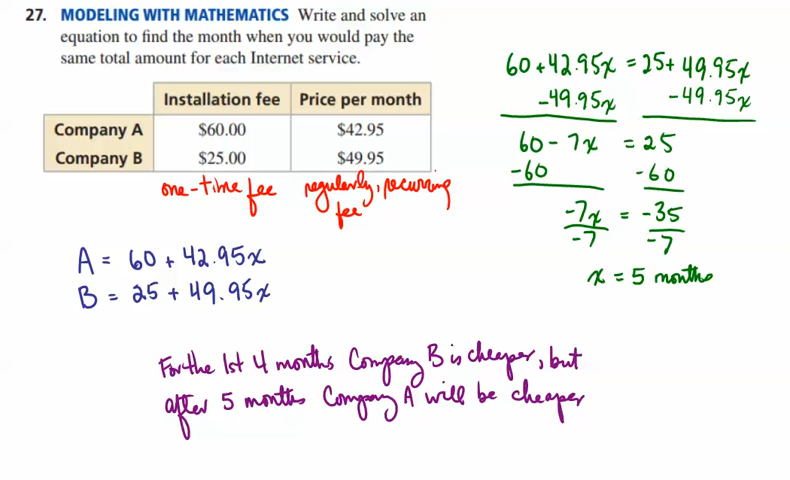 27. MODELING WITH MATHEMATICS Write and solve an
equation to find the month when you would pay the
same total amount for each Internet service.
Installation fee Price per month
Company A $60.00 $42.95
Company B $25.00 $49.95
one-time fee regularly, recurring
fee
A = 60 + 42.95x
B = 25 + 49.95x
60 + 42.95x = 25 + 49.95x
-49.95x -49.95x
60 - 7x = 25
-60 -60
-7x = -35
-7 -7
x = 5 months
For the 1st 4 months Company B is cheaper, but
after 5 months Company A will be cheaper